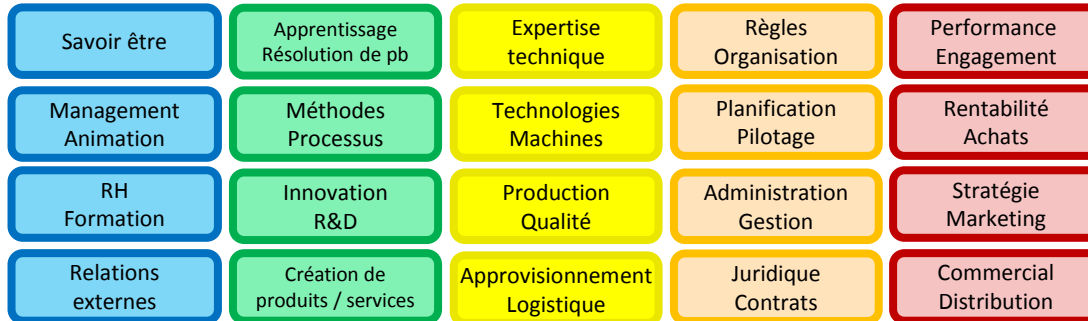 Savoir être
Apprentissage
Résolution de pb
Expertise
technique
Règles
Organisation
Performance
Engagement
Management
Animation
Méthodes
Processus
Technologies
Machines
Planification
Pilotage
Rentabilité
Achats
RH
Formation
Innovation
R&D
Production
Qualité
Administration
Gestion
Stratégie
Marketing
Relations
externes
Création de
produits / services
Approvisionnement
Logistique
Juridique
Contrats
Commercial
Distribution